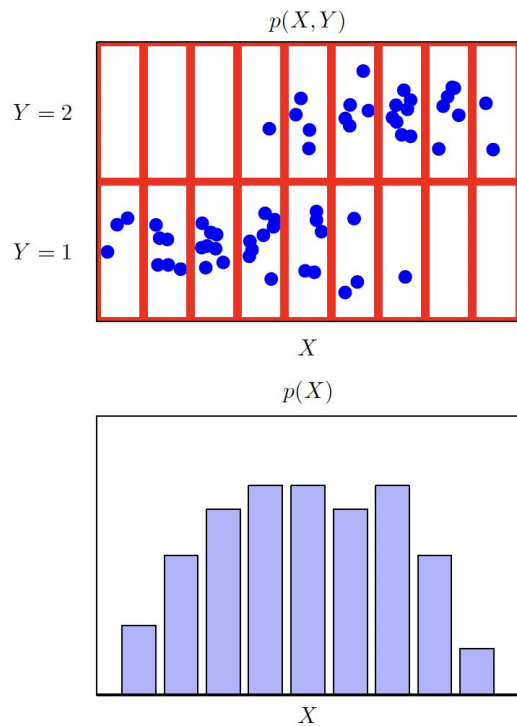 p(X, Y)
Y = 2
Y = 1
X
p(X)
X